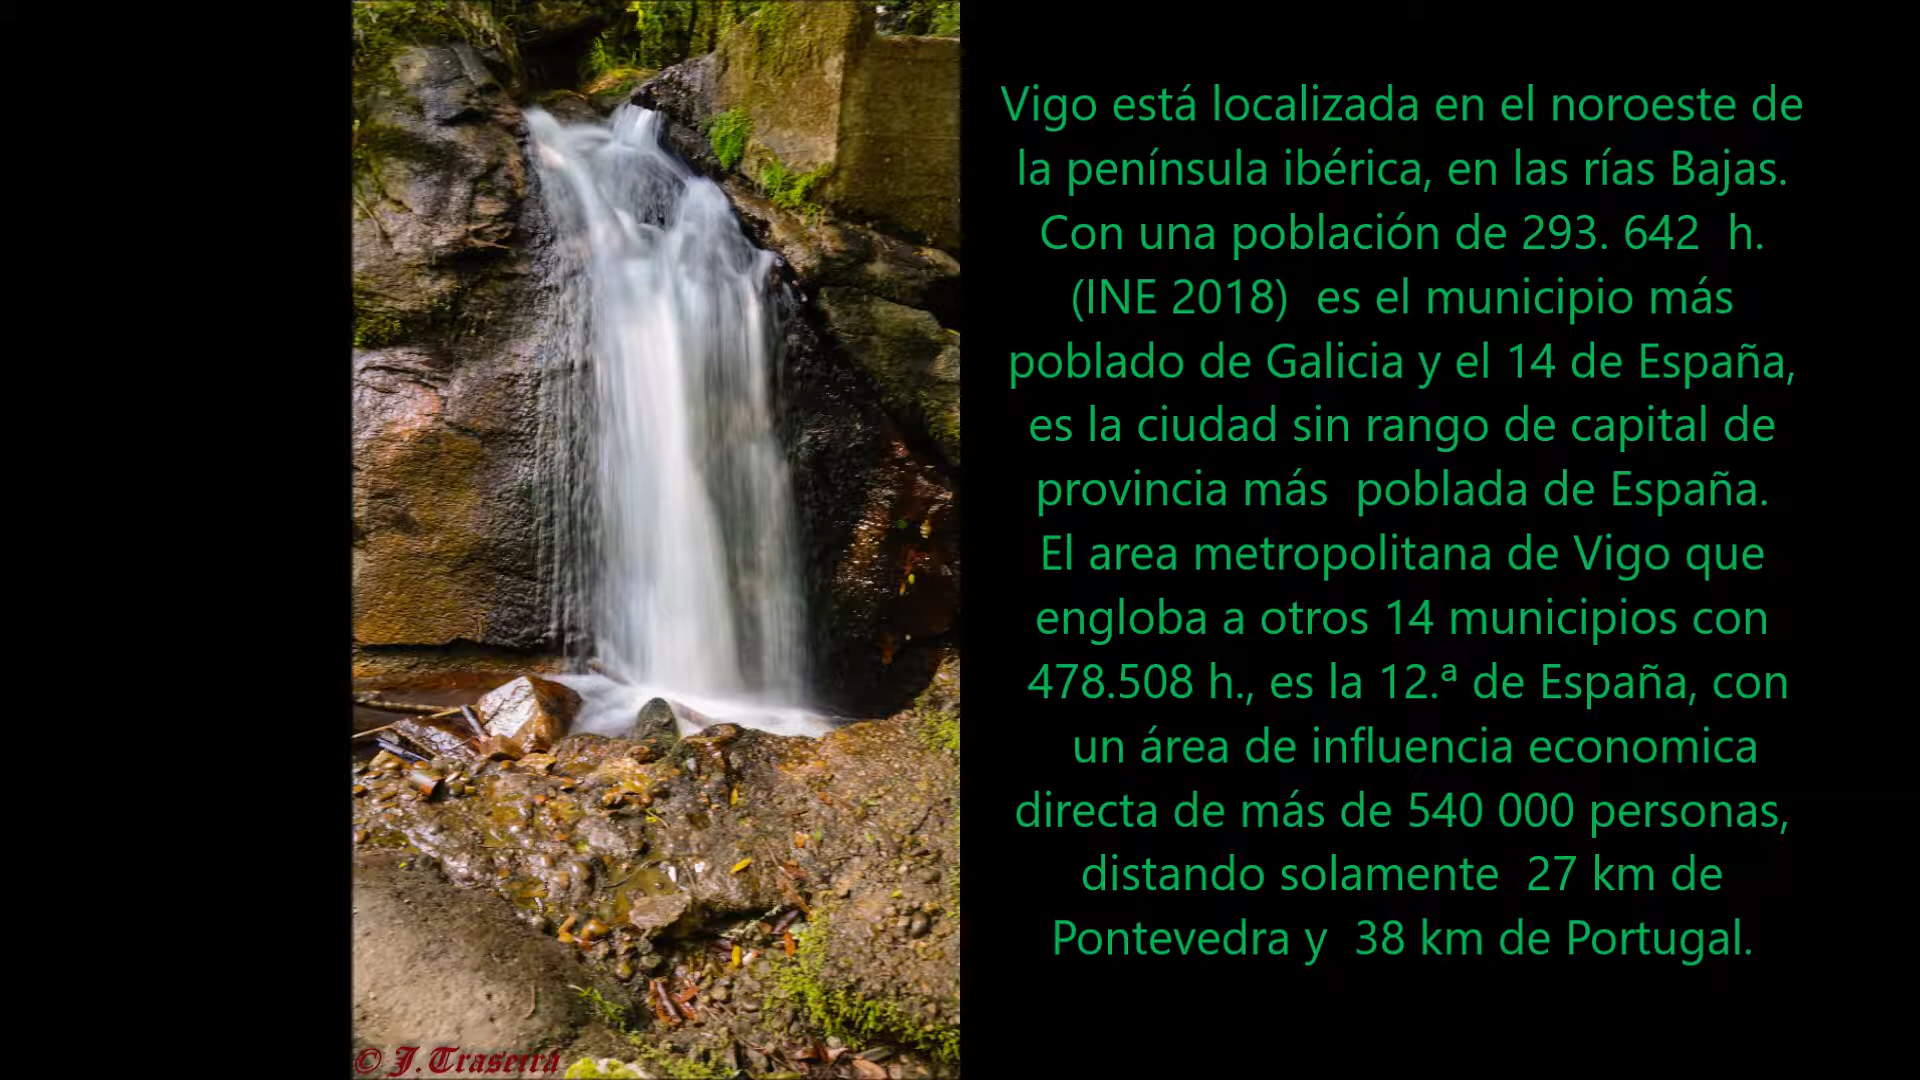 Vigo está localizada en el noroeste de
la península ibérica, en las rías Bajas.
Con una población de 293. 642  h.
(INE 2018)  es el municipio más
poblado de Galicia y el 14 de España,
es la ciudad sin rango de capital de
provincia más  poblada de España.
El area metropolitana de Vigo que
engloba a otros 14 municipios con
478.508 h., es la 12.ª de España, con
un área de influencia economica
directa de más de 540 000 personas,
distando solamente  27 km de
Pontevedra y  38 km de Portugal.
© J.Traseira